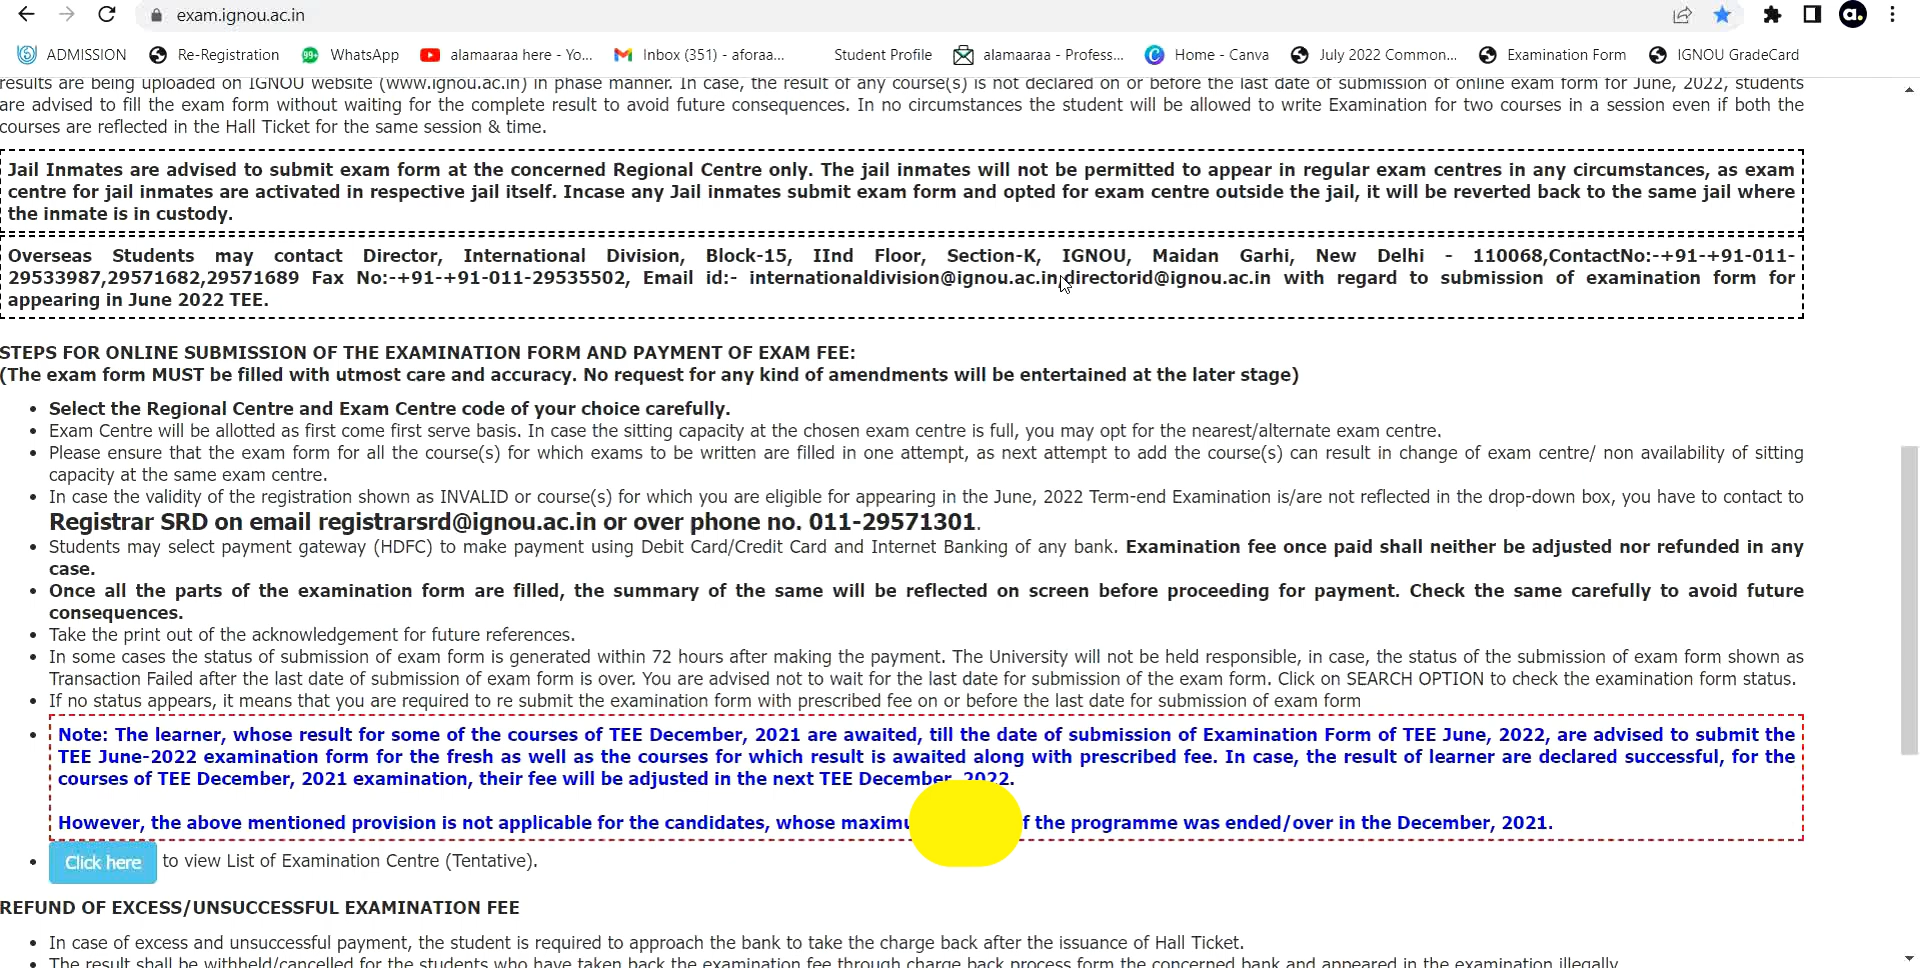 exam.ignou.ac.in
a.
ADMISSION Re-Registration 99+ WhatsApp alamaaraa here - Yo... Inbox (351) - aforaa... Student Profile alamaaraa - Profess... Home - Canva July 2022 Common... Examination Form IGNOU GradeCard
results are being uploaded on IGNOU website (www.ignou.ac.in) in phase manner. In case, the result of any course(s) is not declared on or before the last date of submission of online exam form for June, 2022, students
are advised to fill the exam form without waiting for the complete result to avoid future consequences. In no circumstances the student will be allowed to write Examination for two courses in a session even if both the
courses are reflected in the Hall Ticket for the same session & time.
Jail Inmates are advised to submit exam form at the concerned Regional Centre only. The jail inmates will not be permitted to appear in regular exam centres in any circumstances, as exam
centre for jail inmates are activated in respective jail itself. Incase any Jail inmates submit exam form and opted for exam centre outside the jail, it will be reverted back to the same jail where
the inmate is in custody.
Overseas Students may contact Director, International Division, Block-15, IInd Floor, Section-K, IGNOU, Maidan Garhi, New Delhi - 110068,ContactNo:-+91-+91-011-
29533987,29571682,29571689 Fax No:-+91-+91-011-29535502, Email id:- internationaldivision@ignou.ac.in,directorid@ignou.ac.in with regard to submission of examination form for
appearing in June 2022 TEE.
STEPS FOR ONLINE SUBMISSION OF THE EXAMINATION FORM AND PAYMENT OF EXAM FEE:
(The exam form MUST be filled with utmost care and accuracy. No request for any kind of amendments will be entertained at the later stage)
• Select the Regional Centre and Exam Centre code of your choice carefully.
• Exam Centre will be allotted as first come first serve basis. In case the sitting capacity at the chosen exam centre is full, you may opt for the nearest/alternate exam centre.
• Please ensure that the exam form for all the course(s) for which exams to be written are filled in one attempt, as next attempt to add the course(s) can result in change of exam centre/ non availability of sitting
capacity at the same exam centre.
• In case the validity of the registration shown as INVALID or course(s) for which you are eligible for appearing in the June, 2022 Term-end Examination is/are not reflected in the drop-down box, you have to contact to
Registrar SRD on email registrarsrd@ignou.ac.in or over phone no. 011-29571301.
• Students may select payment gateway (HDFC) to make payment using Debit Card/Credit Card and Internet Banking of any bank. Examination fee once paid shall neither be adjusted nor refunded in any
case.
• Once all the parts of the examination form are filled, the summary of the same will be reflected on screen before proceeding for payment. Check the same carefully to avoid future
consequences.
• Take the print out of the acknowledgement for future references.
• In some cases the status of submission of exam form is generated within 72 hours after making the payment. The University will not be held responsible, in case, the status of the submission of exam form shown as
Transaction Failed after the last date of submission of exam form is over. You are advised not to wait for the last date for submission of the exam form. Click on SEARCH OPTION to check the examination form status.
• If no status appears, it means that you are required to re submit the examination form with prescribed fee on or before the last date for submission of exam form
• Note: The learner, whose result for some of the courses of TEE December, 2021 are awaited, till the date of submission of Examination Form of TEE June, 2022, are advised to submit the
TEE June-2022 examination form for the fresh as well as the courses for which result is awaited along with prescribed fee. In case, the result of learner are declared successful, for the
courses of TEE December, 2021 examination, their fee will be adjusted in the next TEE December, 2022.
However, the above mentioned provision is not applicable for the candidates, whose the programme was ended/over in the December, 2021.
• Click here to view List of Examination Centre (Tentative).
REFUND OF EXCESS/UNSUCCESSFUL EXAMINATION FEE
• In case of excess and unsuccessful payment, the student is required to approach the bank to take the charge back after the issuance of Hall Ticket.
• The result shall be withheld/cancelled for the students who have taken back the examination fee through charge back process form the concerned bank and appeared in the examination illegally